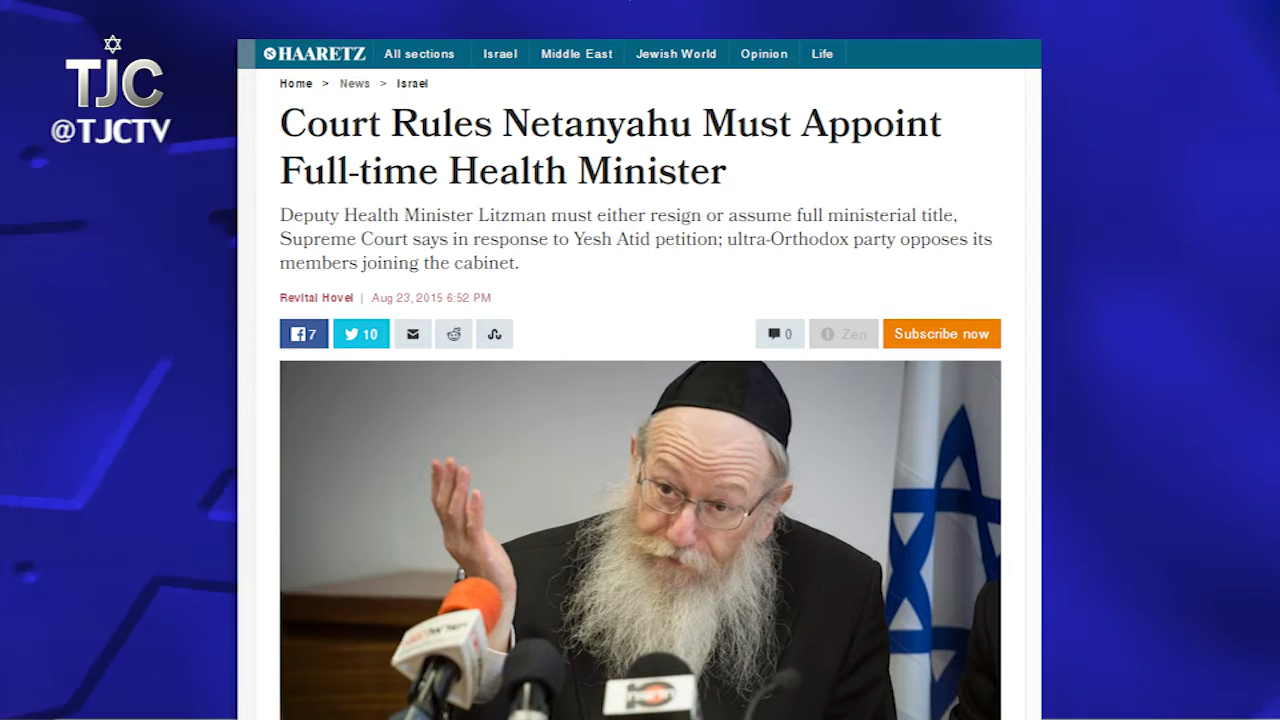 TJC
@TJCTV
HAARETZ All sections Israel Middle East Jewish World Opinion Life
Home > News > Israel
Court Rules Netanyahu Must Appoint
Full-time Health Minister
Deputy Health Minister Litzman must either resign or assume full ministerial title,
Supreme Court says in response to Yesh Atid petition; ultra-Orthodox party opposes its
members joining the cabinet.
Revital Hovel | Aug 23, 2015 6:52 PM
7 10 0 Zen Subscribe now